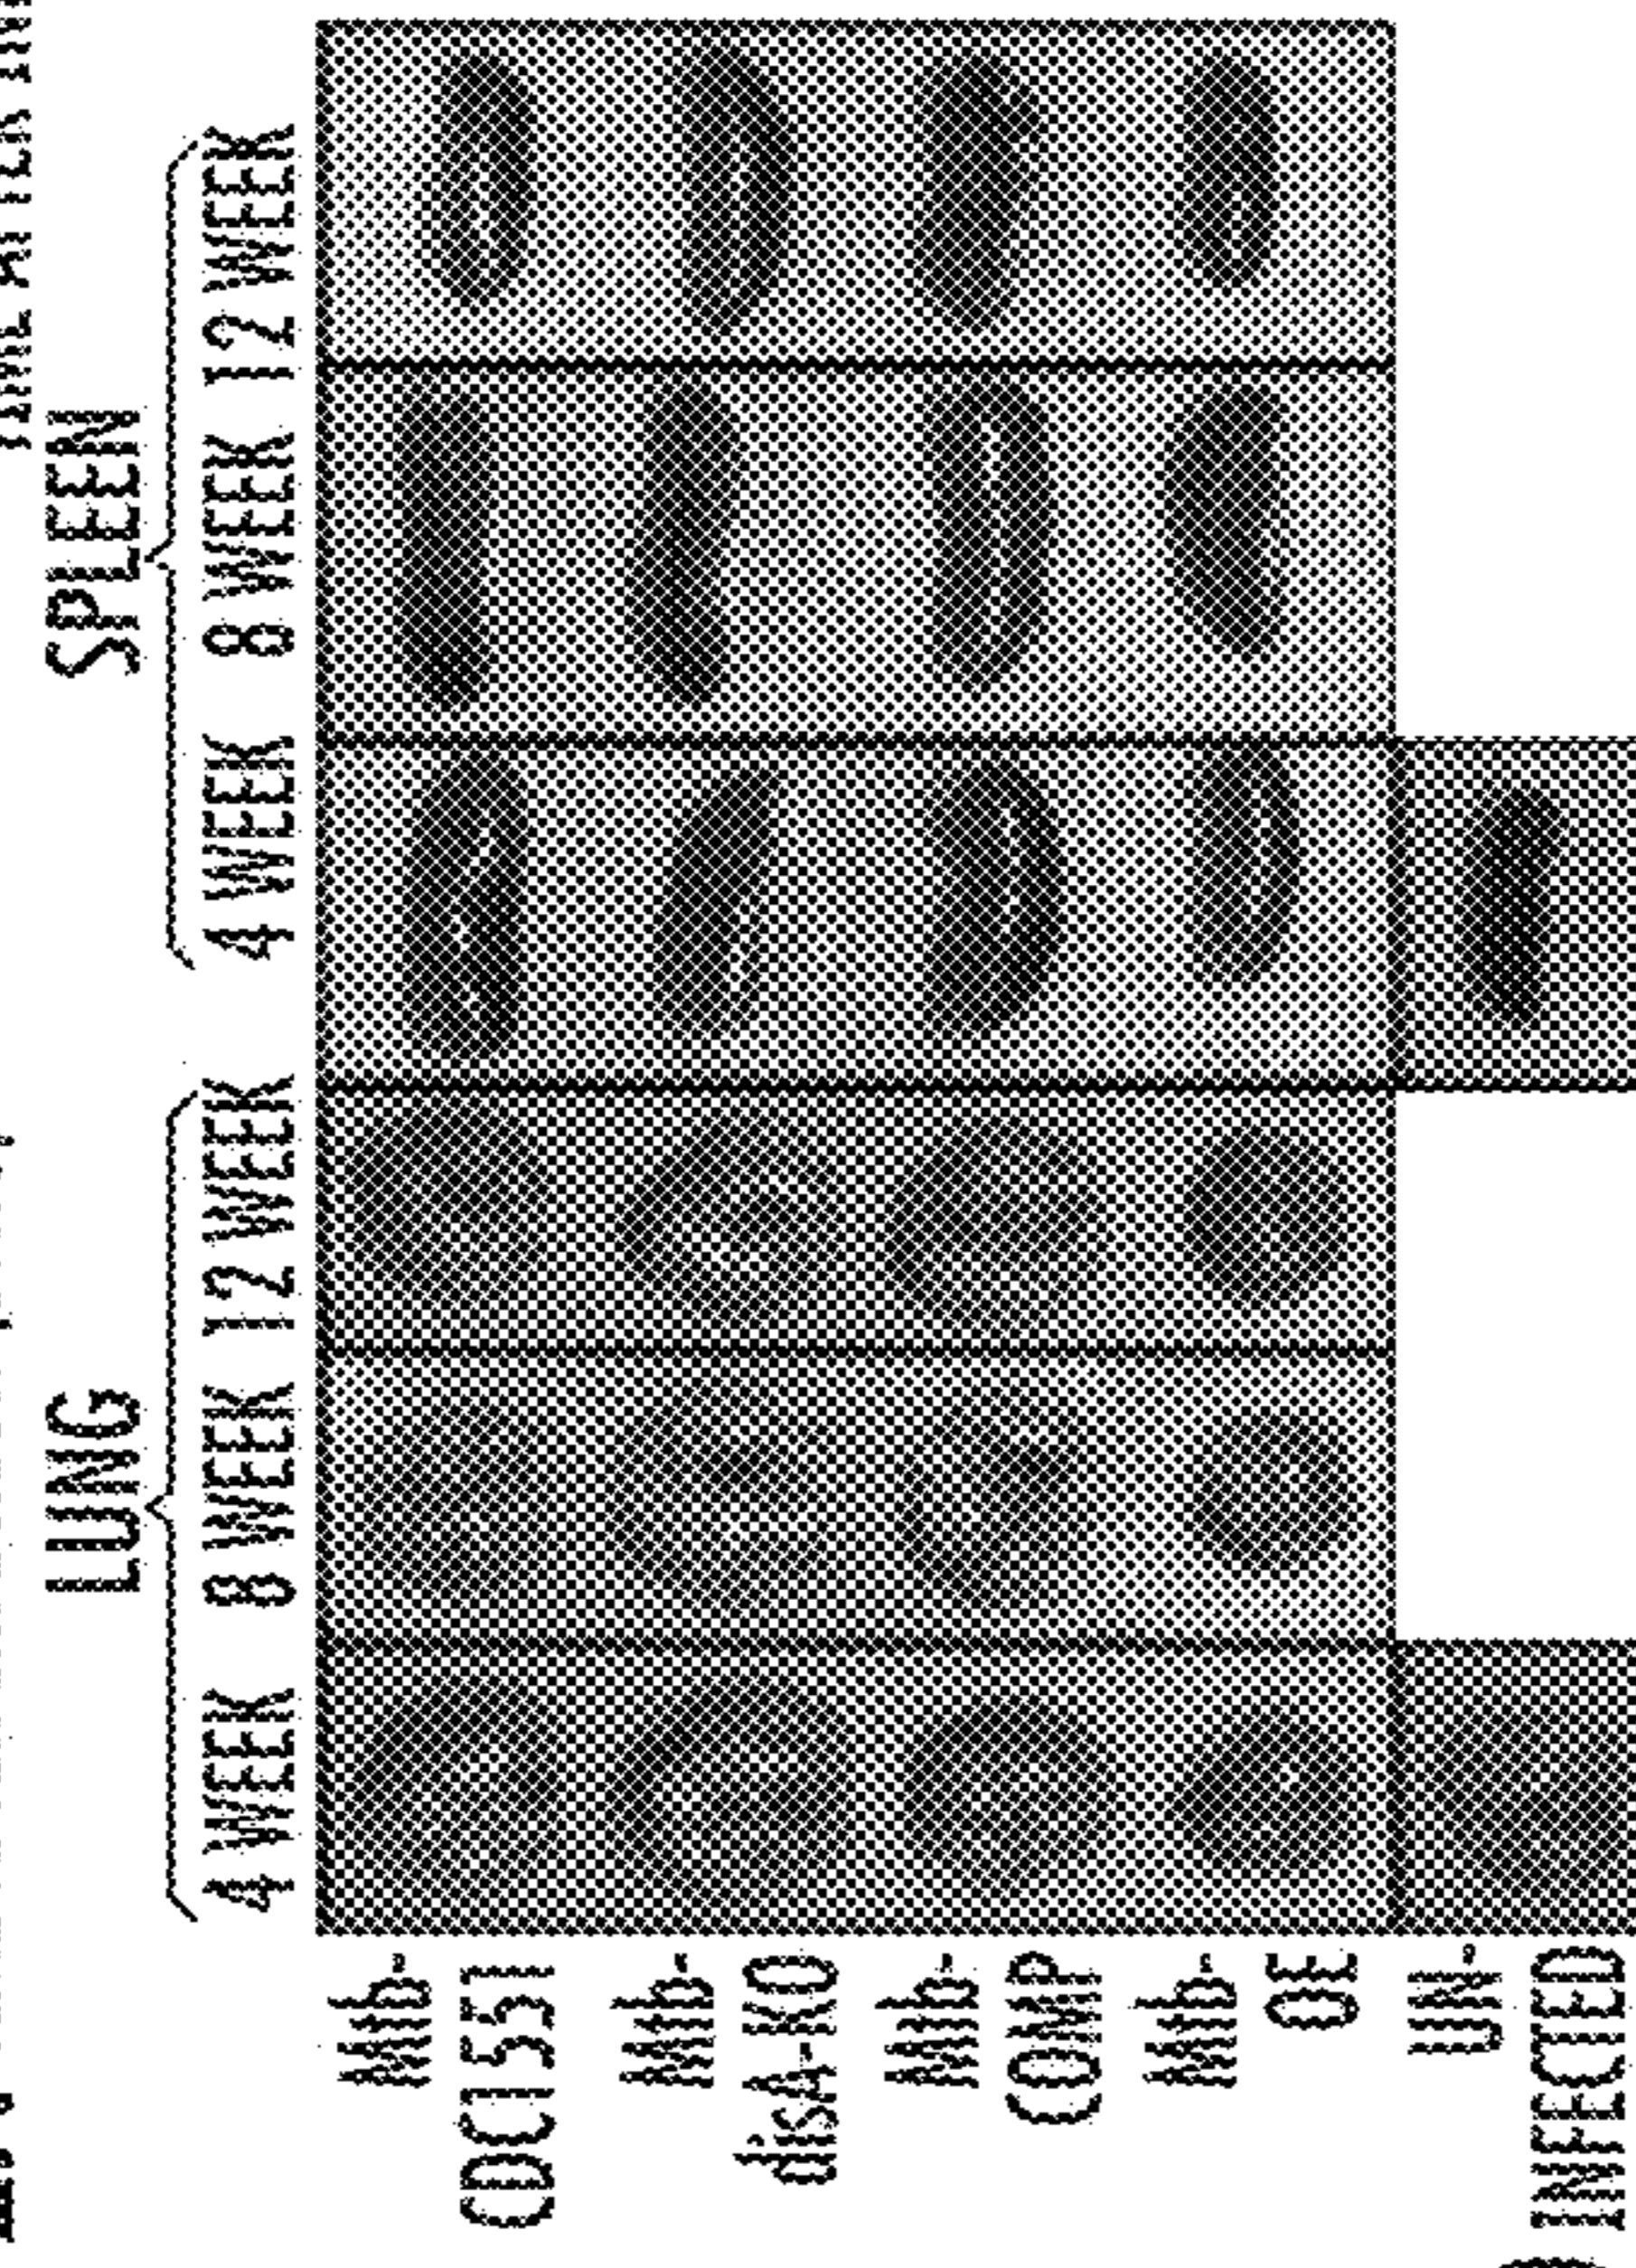 LUNG SPLEEN
4 WEEK 8 WEEK 12 WEEK 4 WEEK 8 WEEK 12 WEEK
Mtb-
CDC1551
Mtb-
disA-KO
Mtb-
COMP
Mtb-
OE
UN-
INFECTED